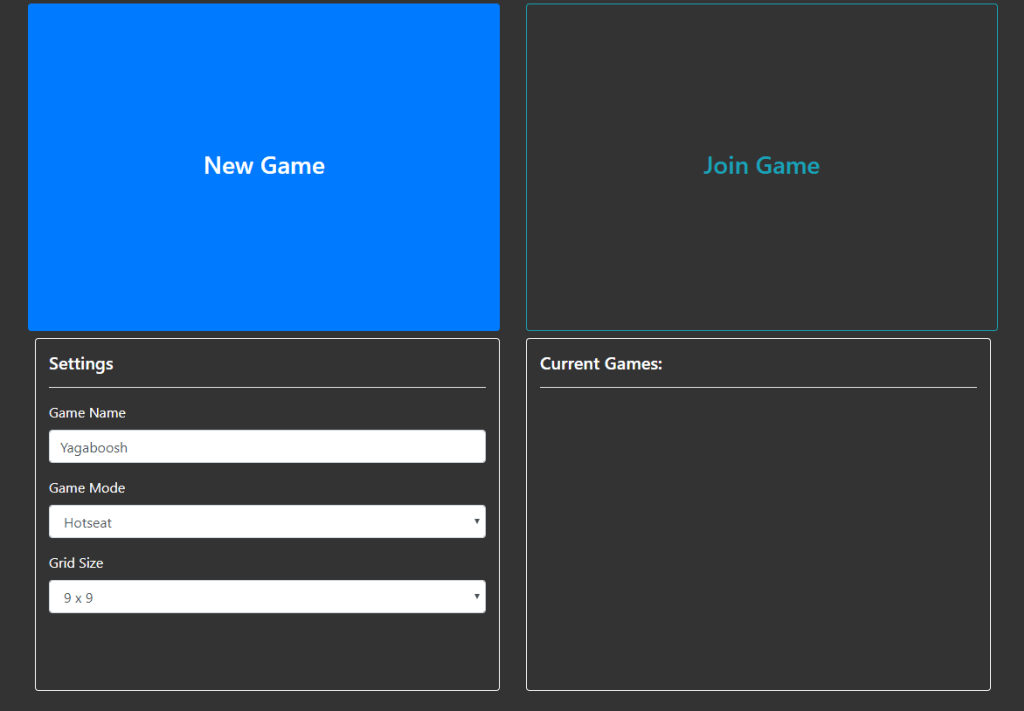 New Game
Join Game
Settings
Game Name
Yagaboosh
Game Mode
Hotseat
Grid Size
9 x 9
Current Games: